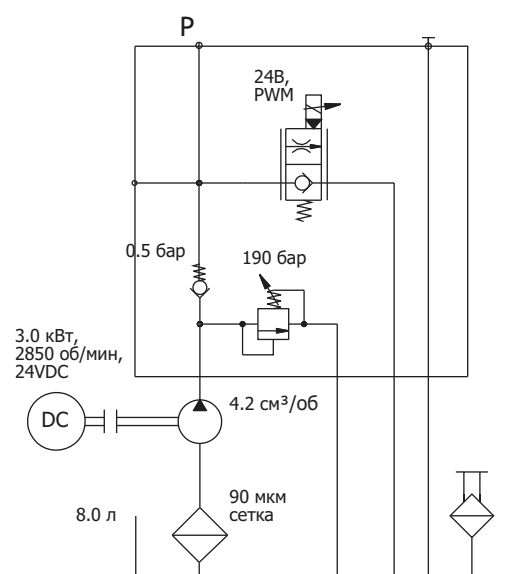 P
24В,
PWM
0.5 бар
190 бар
3.0 кВт,
2850 об/мин,
24VDC
DC
4.2 см³/об
90 мкм
сетка
8.0 л